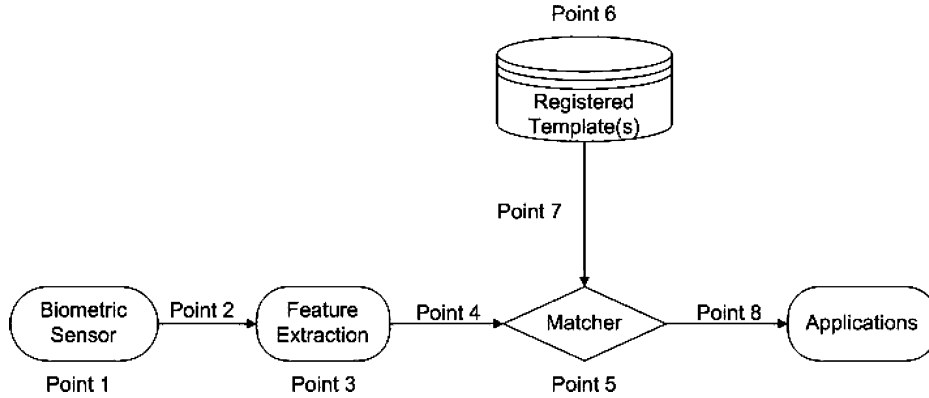 Point 6
Registered
Template(s)
Point 7
Biometric
Sensor
Point 2
Feature
Extraction
Point 4
Matcher
Point 8
Applications
Point 1
Point 3
Point 5